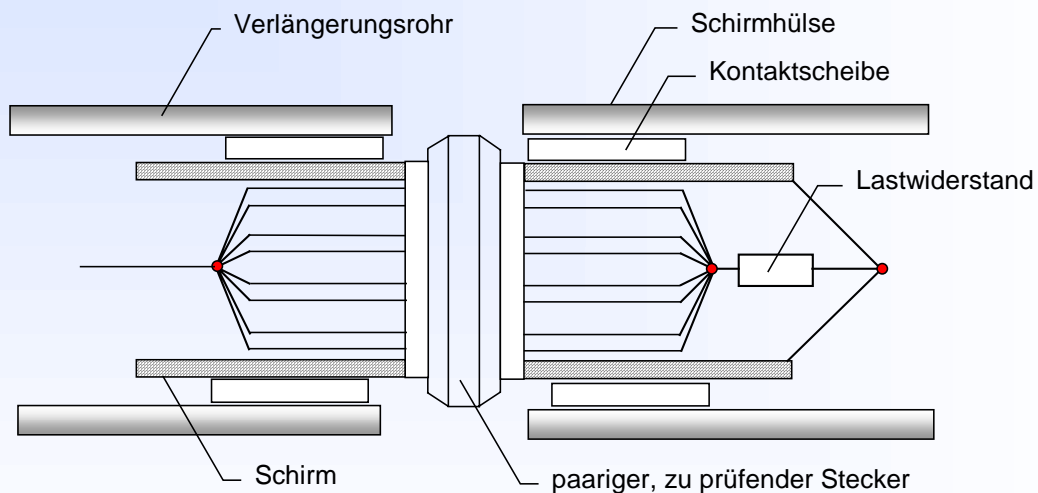 Verlängerungsrohr
Schirmhülse
Kontaktscheibe
Lastwiderstand
Schirm
paariger, zu prüfender Stecker